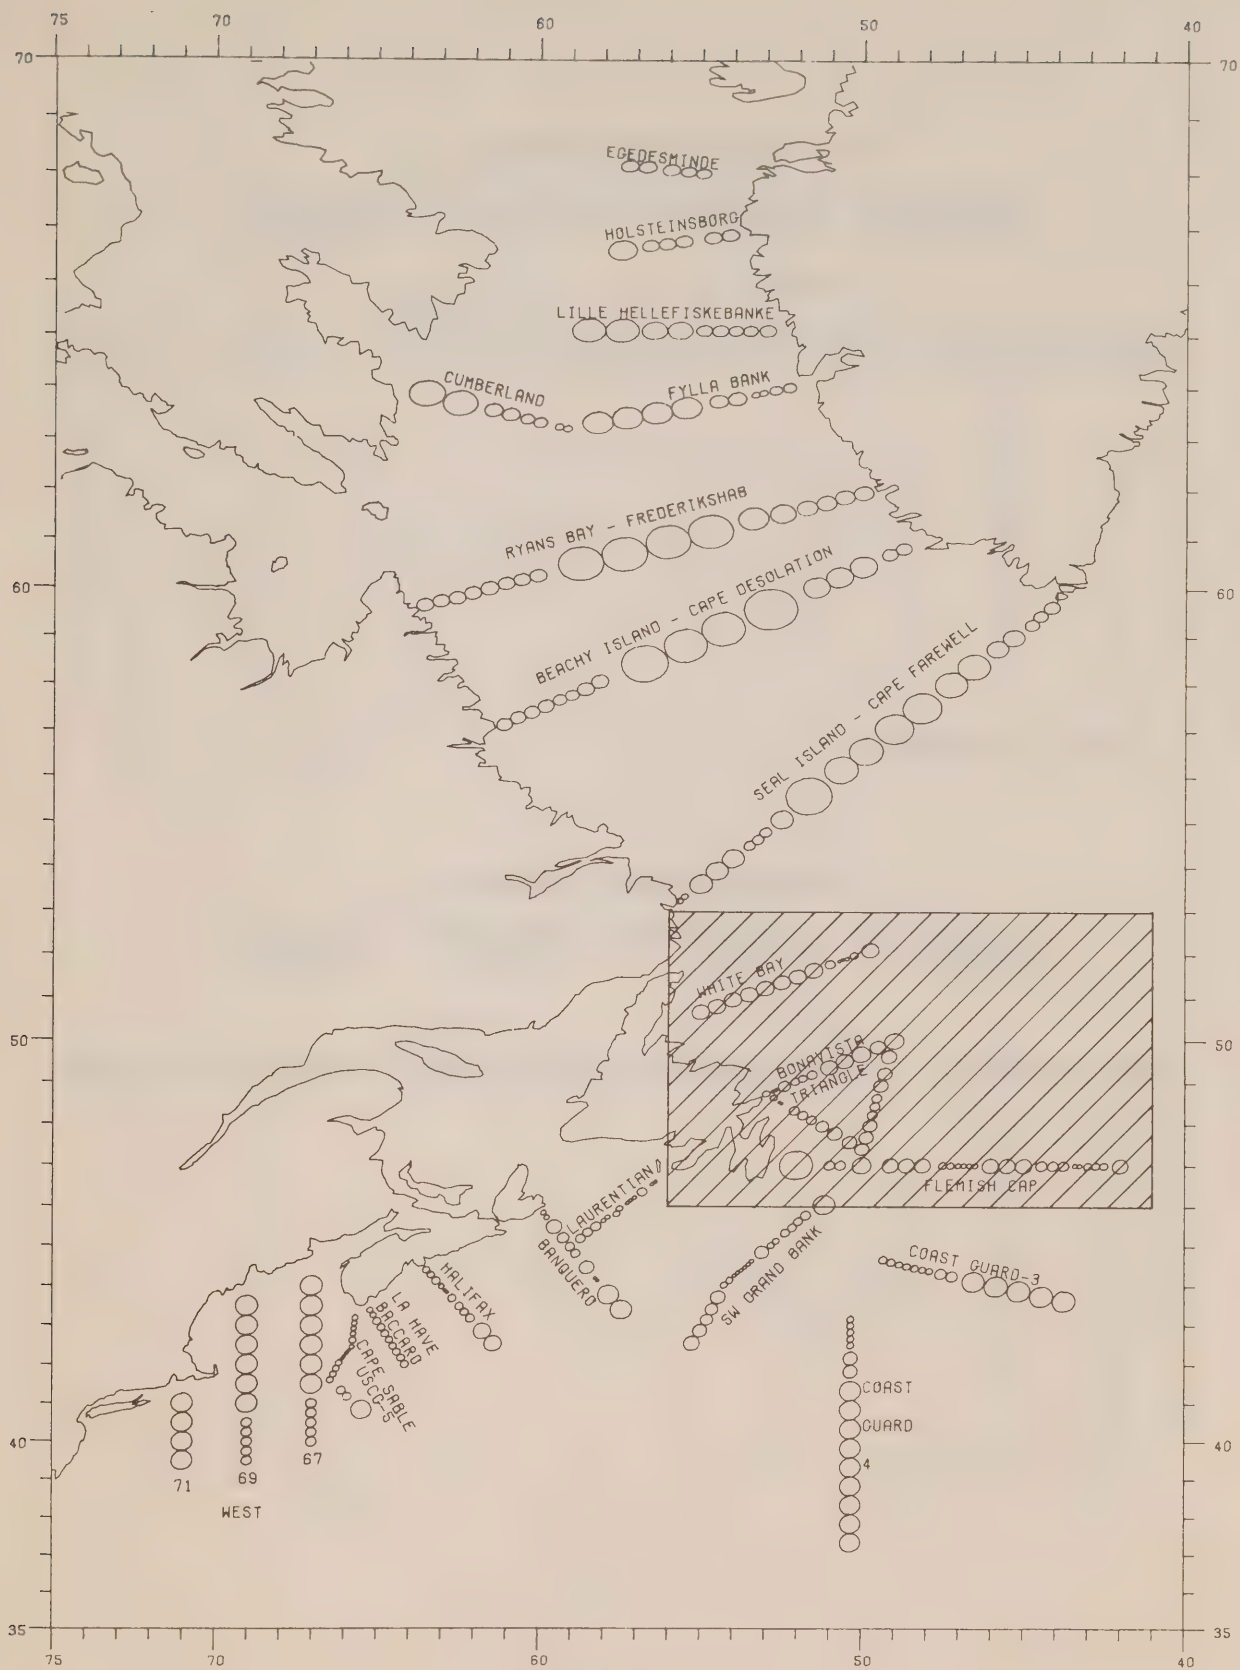 75 70 60 50 40
70 70
EGEDESMINDE
HOLSTEINSBORG
LILLE HELLEFISKEBANKE
CUMBERLAND
FYLLA BANK
RYANS BAY - FREDERIKSHAB
60 60
BEACHY ISLAND - CAPE DESOLATION
SEAL ISLAND - CAPE FAREWELL
WHITE BAY
50 50
BONAVISTA
TRIANGLE
FLEMISH CAP
LAURENTIAN
BANQUERO
HALIFAX
SW GRAND BANK
COAST GUARD-3
LA HAVE
BACCARO
CAPE SABLE
USCG-5
COAST
GUARD
4
40 40
71
69
67
WEST
35 35
75 70 60 50 40